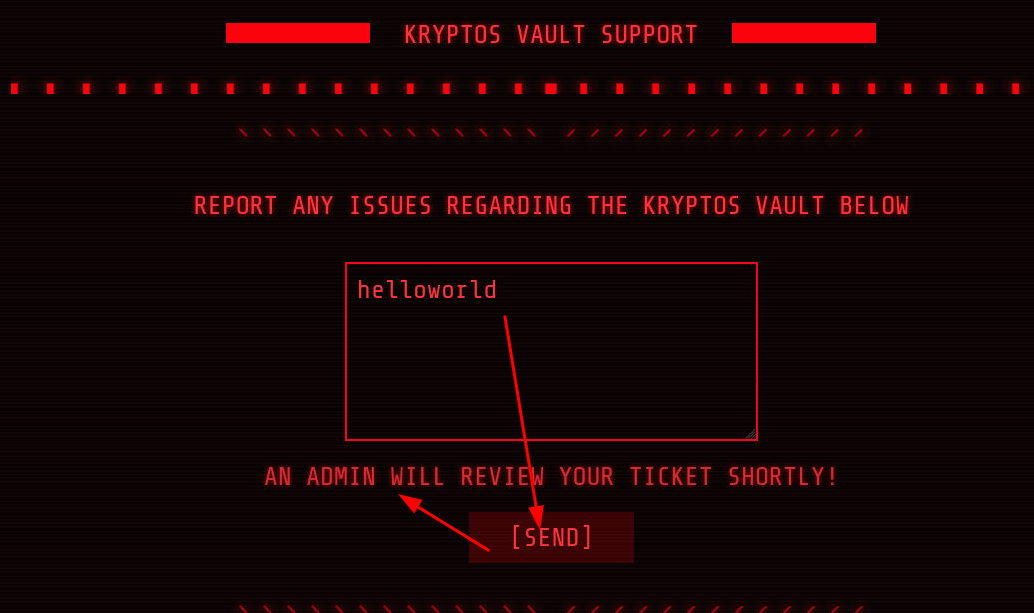 KRYPTOS VAULT SUPPORT
REPORT ANY ISSUES REGARDING THE KRYPTOS VAULT BELOW
helloworld
AN ADMIN WILL REVIEW YOUR TICKET SHORTLY!
[SEND]